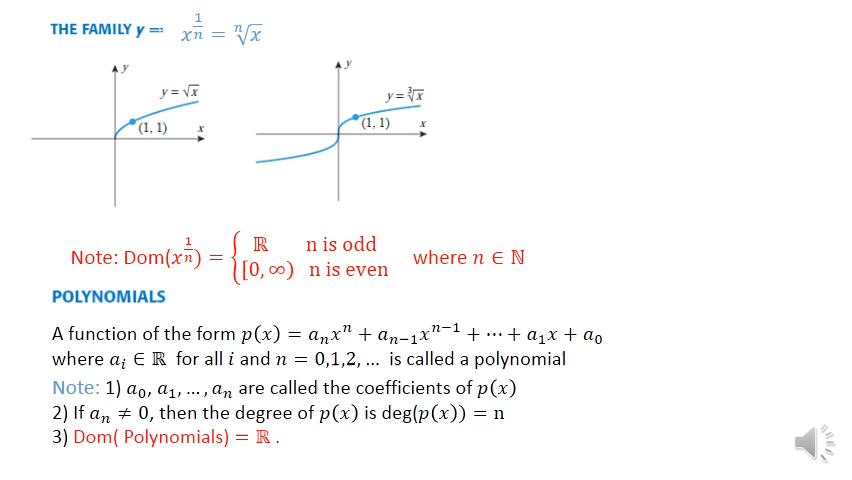 THE FAMILY y =: x^{1/n} = \sqrt[n]{x}
y
y = √x
(1, 1)
x
y
y = ∛x
(1, 1)
x
Note: Dom(x^{1/n}) = { ℝ n is odd
[0, ∞) n is even
where n ∈ ℕ
POLYNOMIALS
A function of the form p(x) = aₙxⁿ + aₙ₋₁xⁿ⁻¹ + ⋯ + a₁x + a₀
where aᵢ ∈ ℝ for all i and n = 0,1,2, … is called a polynomial
Note: 1) a₀, a₁, … , aₙ are called the coefficients of p(x)
2) If aₙ ≠ 0, then the degree of p(x) is deg(p(x)) = n
3) Dom( Polynomials) = ℝ .